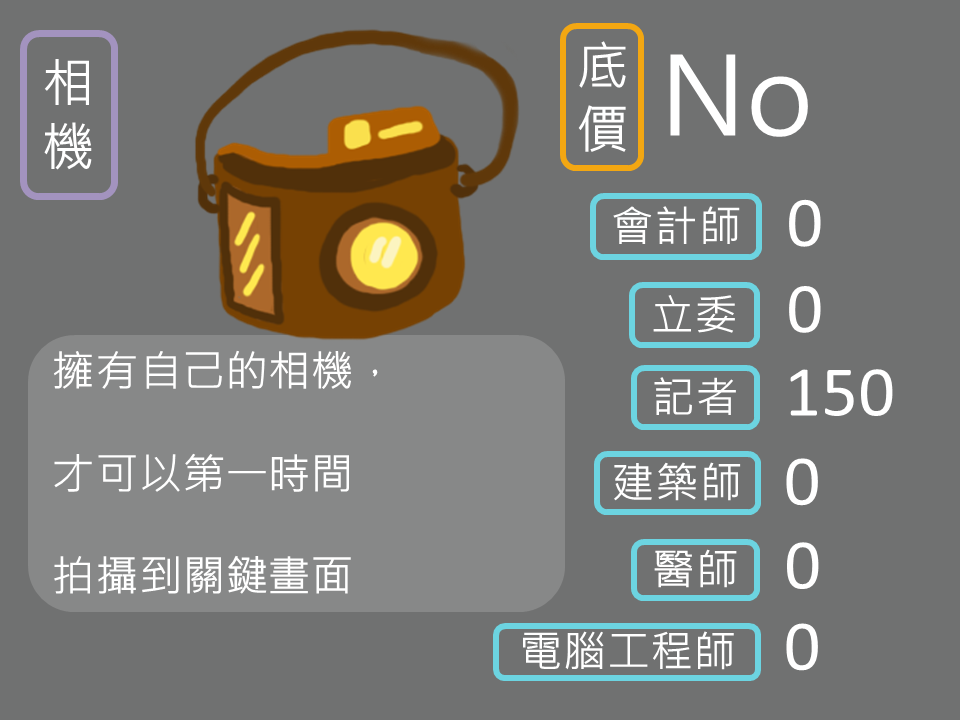 相機
底價 No
會計師 0
立委 0
記者 150
建築師 0
醫師 0
電腦工程師 0
擁有自己的相機，
才可以第一時間
拍攝到關鍵畫面